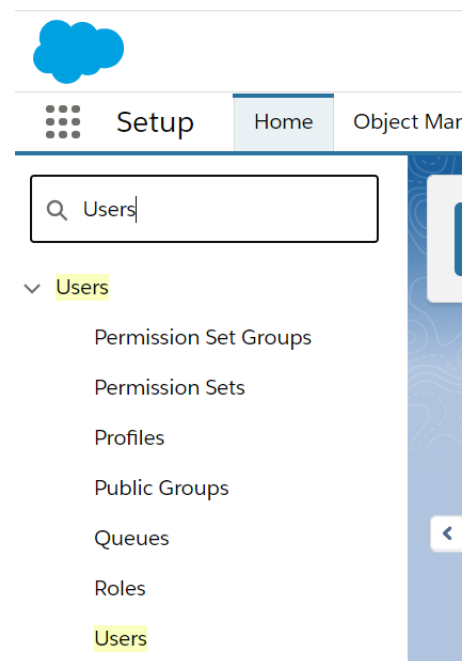 Setup Home Object Mar
Users
Users
Permission Set Groups
Permission Sets
Profiles
Public Groups
Queues
Roles
Users